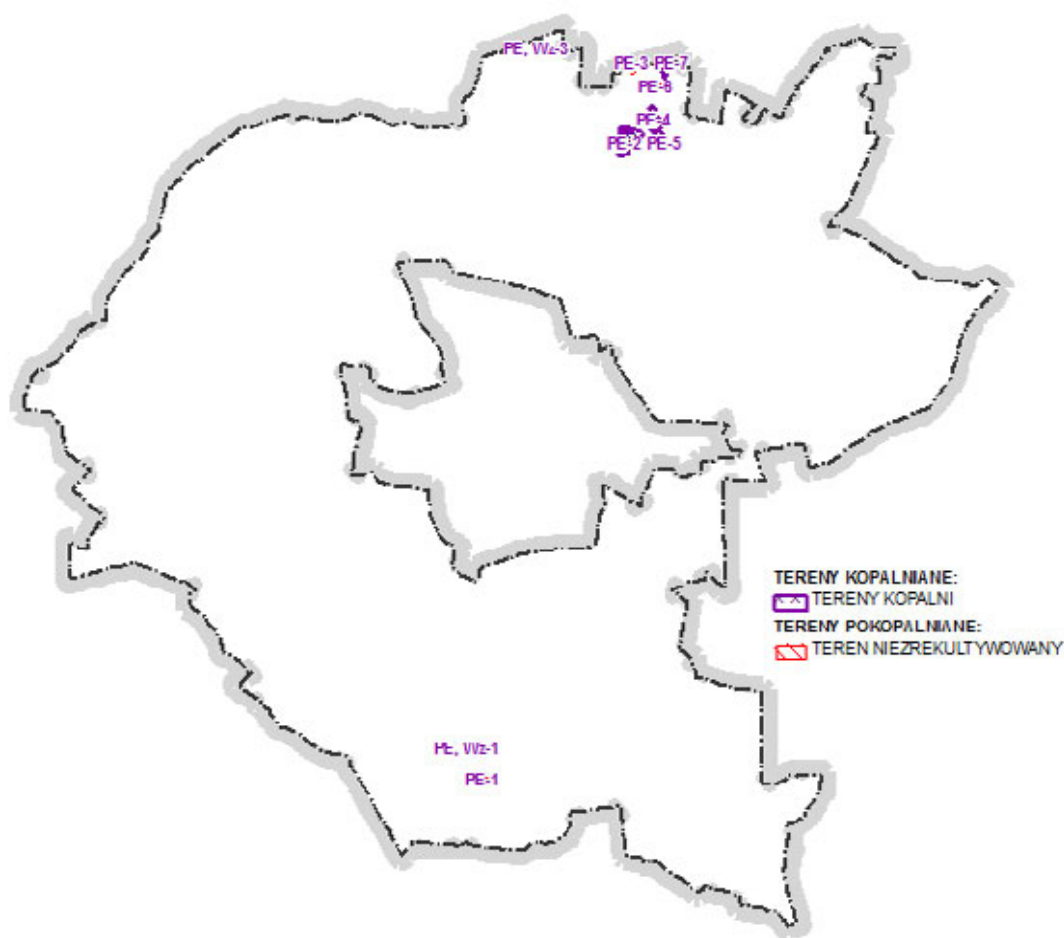 PE, Wz-3
PE-3 PE-7
PE-6
PE-4
PE-2 PE-5
TERENY KOPALNIANE:
TERENY KOPALNI
TERENY POKOPALNIANE:
TEREN NIEZREKULTYWOWANY
PE, Wz-1
PE-1